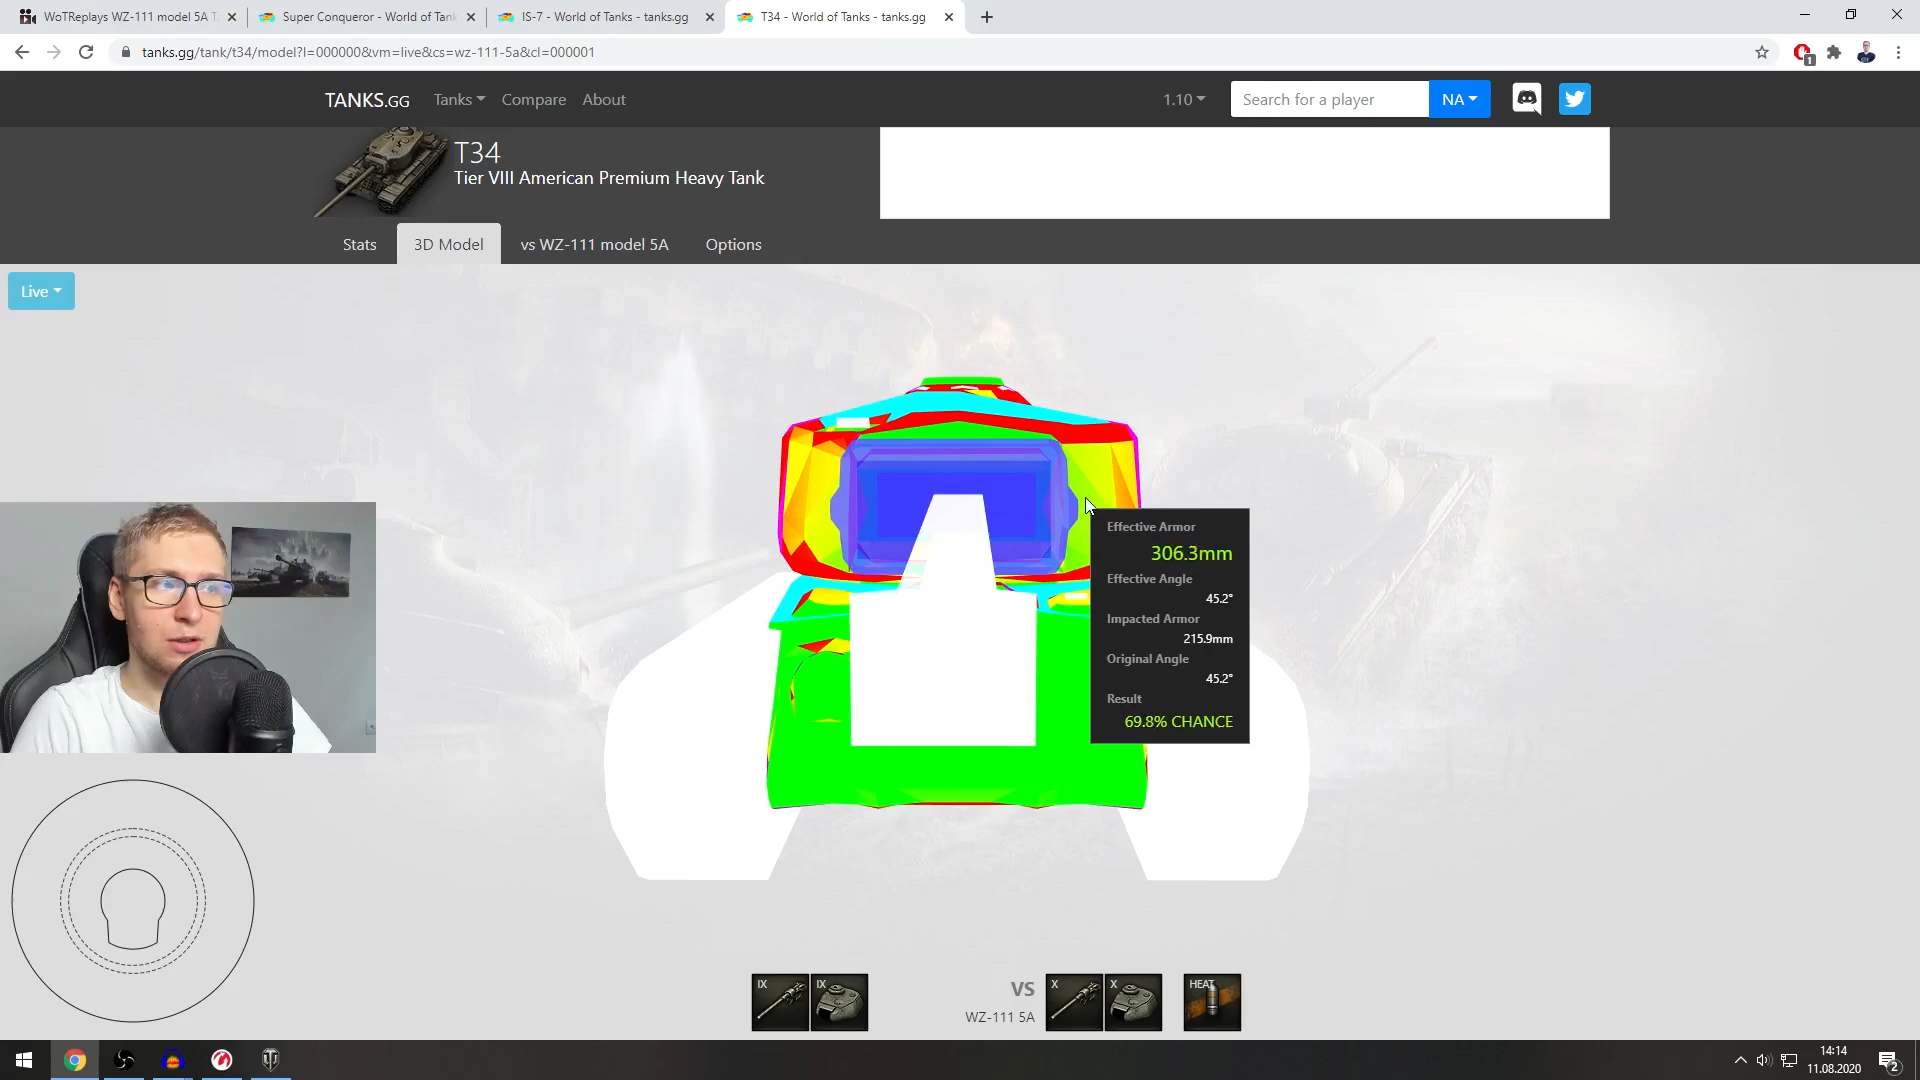 WoTReplays WZ-111 model 5A T
Super Conqueror - World of Tank
IS-7 - World of Tanks - tanks.gg
T34 - World of Tanks - tanks.gg
tanks.gg/tank/t34/model?l=000000&vm=live&cs=wz-111-5a&cl=000001
1
TANKS.GG
Tanks
Compare
About
1.10
Search for a player
NA
T34
Tier VIII American Premium Heavy Tank
Stats
3D Model
vs WZ-111 model 5A
Options
Live
Effective Armor
306.3mm
Effective Angle
45.2°
Impacted Armor
215.9mm
Original Angle
45.2°
Result
69.8% CHANCE
IX
IX
VS
WZ-111 5A
X
X
HEAT
14:14
11.08.2020
2